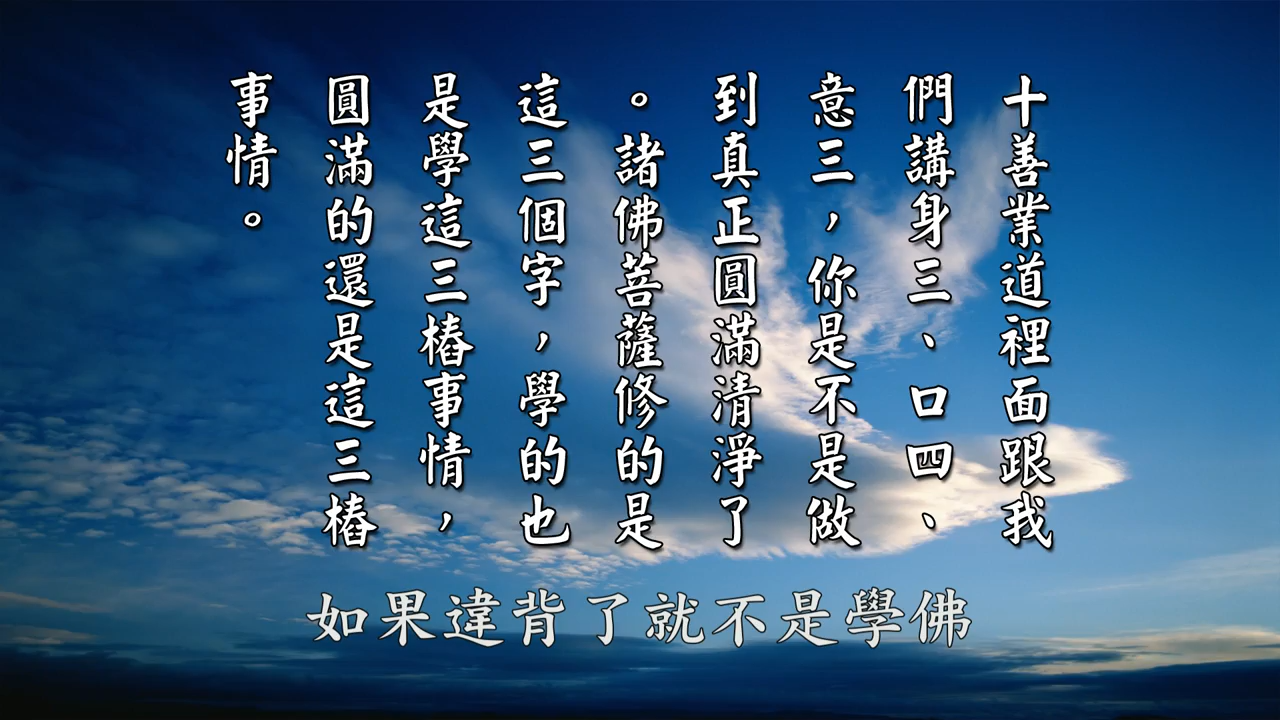 十善業道裡面跟我
們講身三、口四、
意三，你是不是做
到真正圓滿清淨了
。諸佛菩薩修的是
這三個字，學的也
是學這三樁事情，
圓滿的還是這三樁
事情。
如果違背了就不是學佛